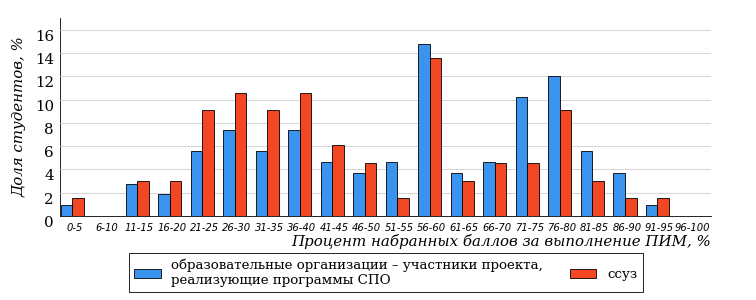 Доля студентов, %
16
14
12
10
8
6
4
2
0
0-5 6-10 11-15 16-20 21-25 26-30 31-35 36-40 41-45 46-50 51-55 56-60 61-65 66-70 71-75 76-80 81-85 86-90 91-95 96-100
Процент набранных баллов за выполнение ПИМ, %
образовательные организации – участники проекта,
реализующие программы СПО
ссуз